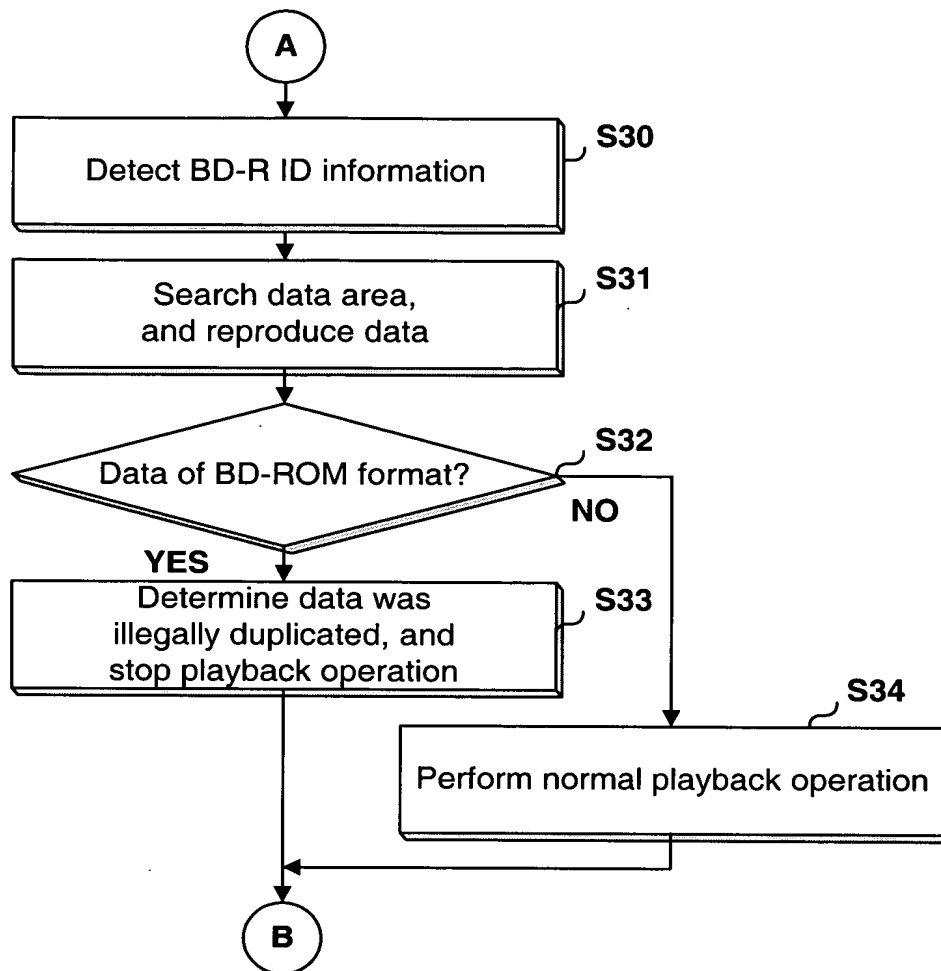 A
S30
Detect BD-R ID information
S31
Search data area,
and reproduce data
S32
Data of BD-ROM format?
NO
YES
Determine data was
illegally duplicated, and
stop playback operation
S33
S34
Perform normal playback operation
B